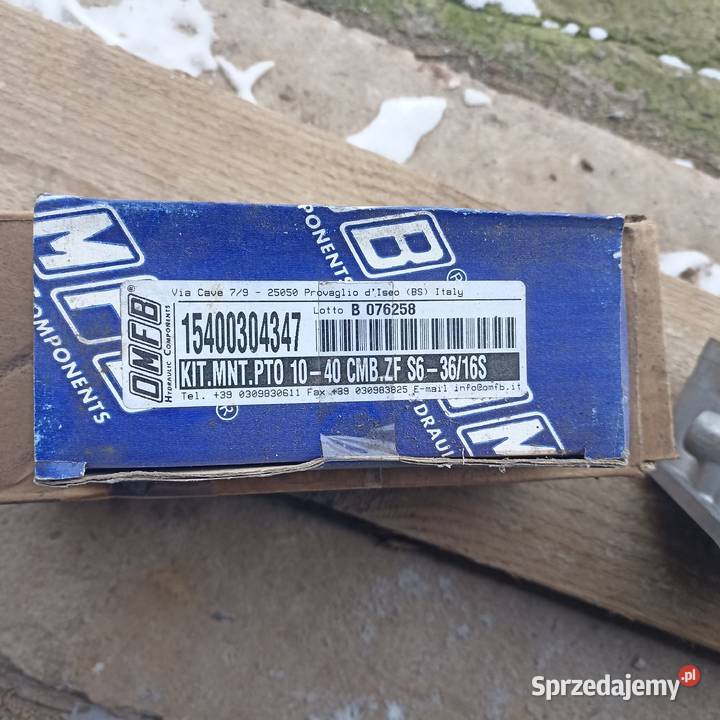 PONENTS
B
®
COMPONENTS
Via Cave 7/9 - 25050 Provaglio d'Iseo (BS) Italy
OMFB®
HYDRAULIC COMPONENTS
15400304347
Lotto B 076258
KIT.MNT.PTO 10-40 CMB.ZF S6-36/16S
Tel. +39 0309830611 Fax +39 030983825 E-mail info@omfb.it
®
YDRAULI
Sprzedajemy.pl